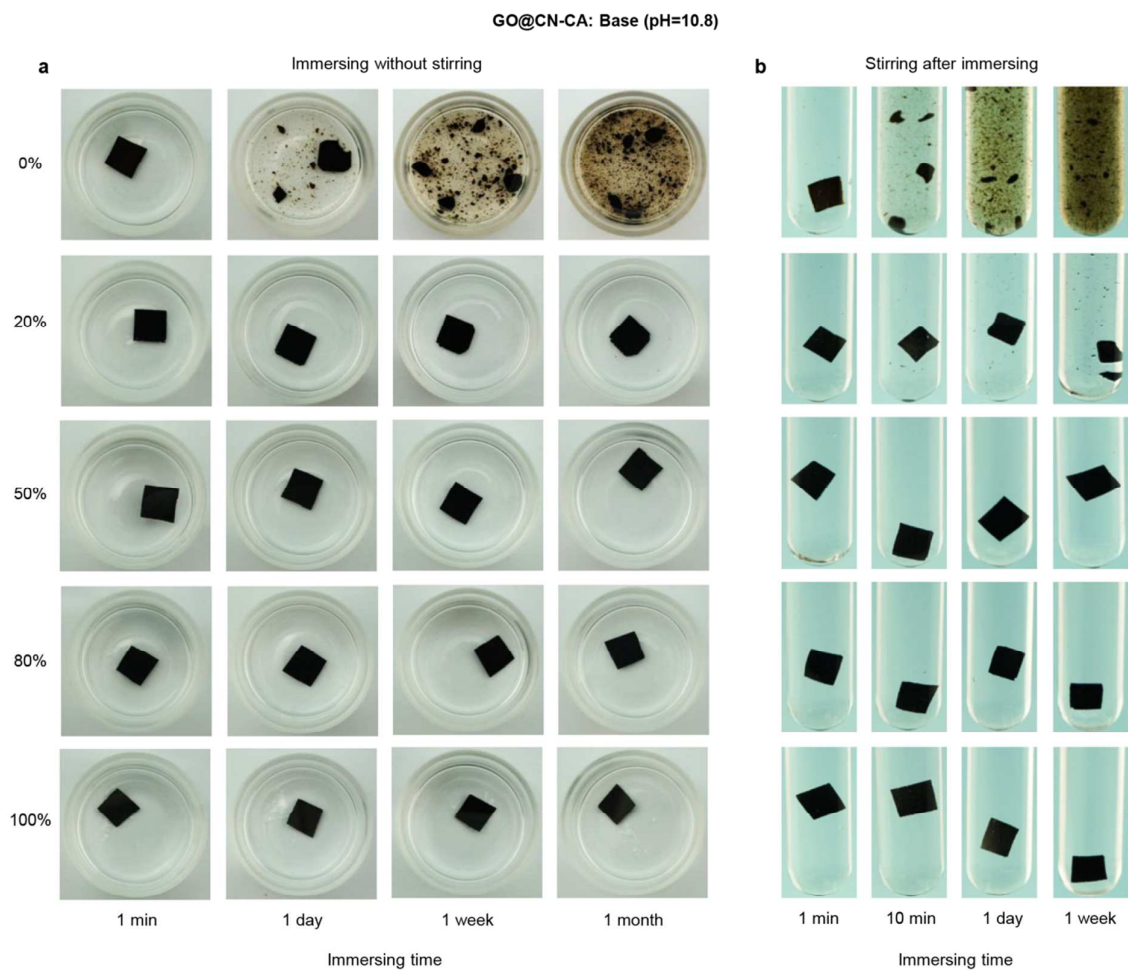 GO@CN-CA: Base (pH=10.8)
a
Immersing without stirring
b
Stirring after immersing
0%
20%
50%
80%
100%
1 min
1 day
1 week
1 month
1 min
10 min
1 day
1 week
Immersing time
Immersing time